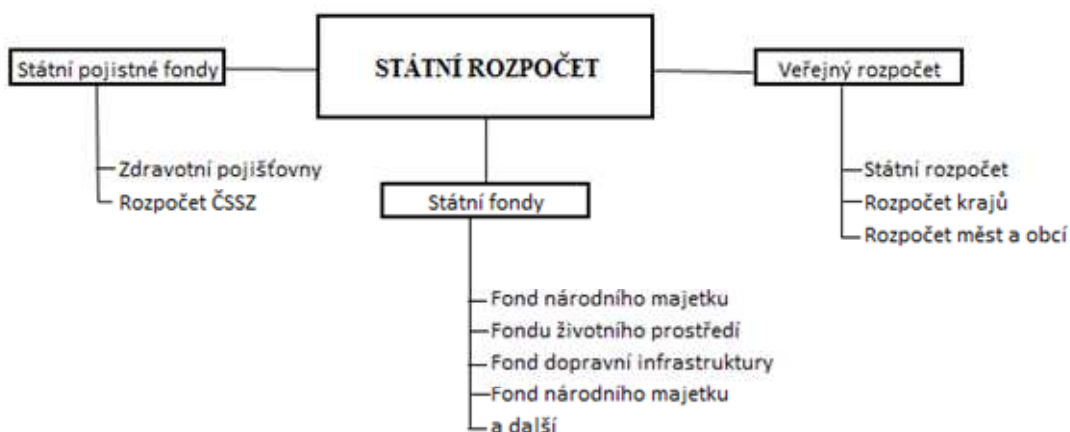 STÁTNÍ ROZPOČET
Státní pojistné fondy
Zdravotní pojišťovny
Rozpočet ČSSZ
Státní fondy
Fond národního majetku
Fondu životního prostředí
Fond dopravní infrastruktury
Fond národního majetku
a další
Veřejný rozpočet
Státní rozpočet
Rozpočet krajů
Rozpočet měst a obcí